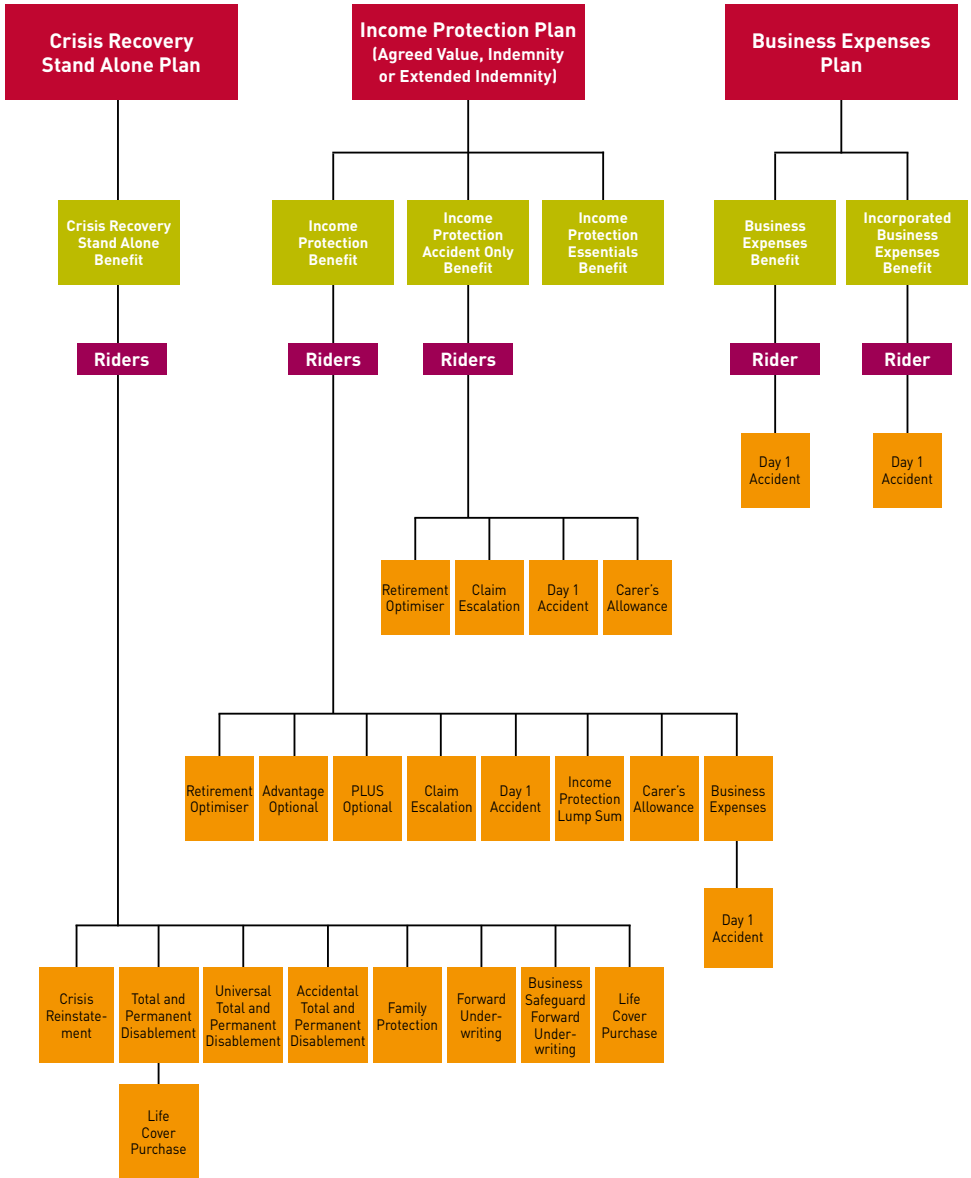 Crisis Recovery
Stand Alone Plan
Income Protection Plan
(Agreed Value, Indemnity
or Extended Indemnity)
Business Expenses
Plan
Crisis Recovery
Stand Alone
Benefit
Income
Protection
Benefit
Income
Protection
Accident Only
Benefit
Income
Protection
Essentials
Benefit
Business
Expenses
Benefit
Incorporated
Business
Expenses
Benefit
Riders
Riders
Riders
Rider
Rider
Day 1
Accident
Day 1
Accident
Retirement
Optimiser
Claim
Escalation
Day 1
Accident
Carer's
Allowance
Retirement
Optimiser
Advantage
Optional
PLUS
Optional
Claim
Escalation
Day 1
Accident
Income
Protection
Lump Sum
Carer's
Allowance
Business
Expenses
Day 1
Accident
Crisis
Reinstate-
ment
Total and
Permanent
Disablement
Universal
Total and
Permanent
Disablement
Accidental
Total and
Permanent
Disablement
Family
Protection
Forward
Under-
writing
Business
Safeguard
Forward
Under-
writing
Life
Cover
Purchase
Life
Cover
Purchase